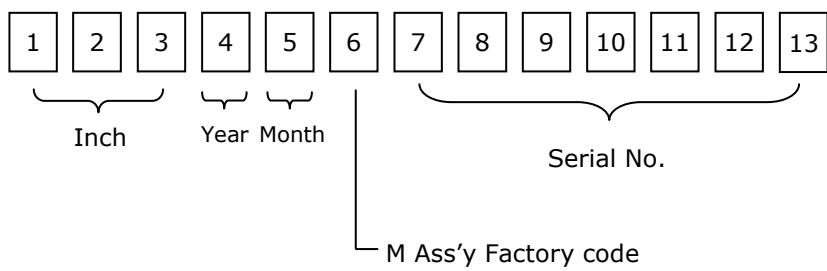 1 2 3 4 5 6 7 8 9 10 11 12 13
Inch Year Month Serial No.
M Ass’y Factory code